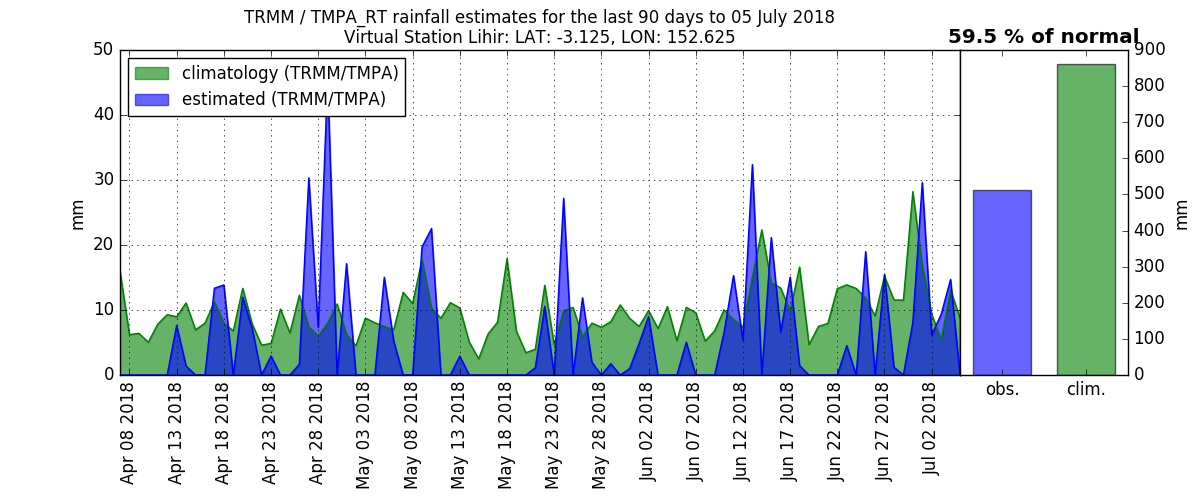 TRMM / TMPA_RT rainfall estimates for the last 90 days to 05 July 2018
Virtual Station Lihir: LAT: -3.125, LON: 152.625
59.5 % of normal
climatology (TRMM/TMPA)
estimated (TRMM/TMPA)
50
40
30
20
10
0
mm
900
800
700
600
500
400
300
200
100
0
mm
Apr 08 2018
Apr 13 2018
Apr 18 2018
Apr 23 2018
Apr 28 2018
May 03 2018
May 08 2018
May 13 2018
May 18 2018
May 23 2018
May 28 2018
Jun 02 2018
Jun 07 2018
Jun 12 2018
Jun 17 2018
Jun 22 2018
Jun 27 2018
Jul 02 2018
obs.
clim.